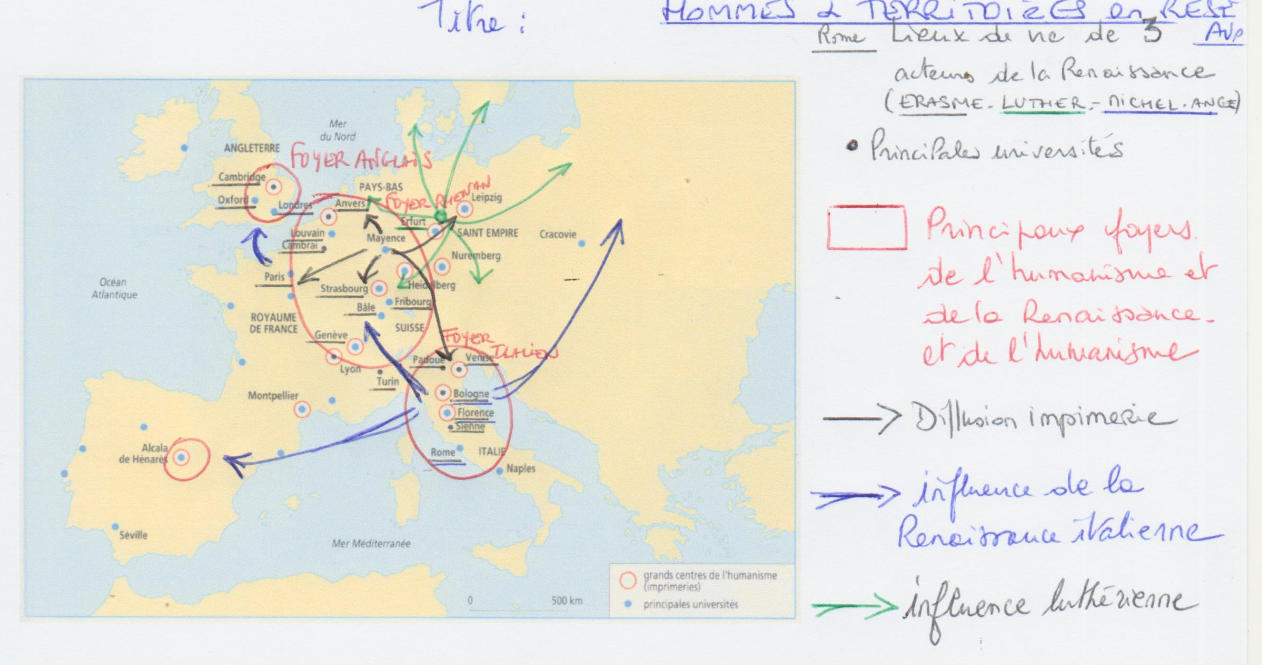 Titre : HOMMES & TERRITOIRES en RESE
Rome Lieux de vie de 3
acteurs de la Renaissance
(ERASME - LUTHER - MICHEL-ANGE)
Principales universités
Principaux foyers
de l'humanisme et
de la Renaissance.
et de l'humanisme
Diffusion imprimerie
influence de la
Renaissance italienne
influence luthérienne
Mer
du Nord
ANGLETERRE
FOYER ANGLAIS
Cambridge
Oxford
Londres
PAYS-BAS
Anvers
FOYER RHENAN
Leipzig
Erfurt
SAINT EMPIRE
Louvain
Cambrai
Mayence
Cracovie
Nuremberg
Paris
Océan
Atlantique
Strasbourg
Heidelberg
Fribourg
Bâle
ROYAUME
DE FRANCE
SUISSE
Genève
FOYER
ITALIEN
Padoue
Venise
Lyon
Turin
Montpellier
Bologne
Florence
Sienne
Alcala
de Hénarès
Rome
ITALIE
Naples
Séville
Mer Méditerranée
grands centres de l'humanisme
(imprimeries)
principales universités
0 500 km